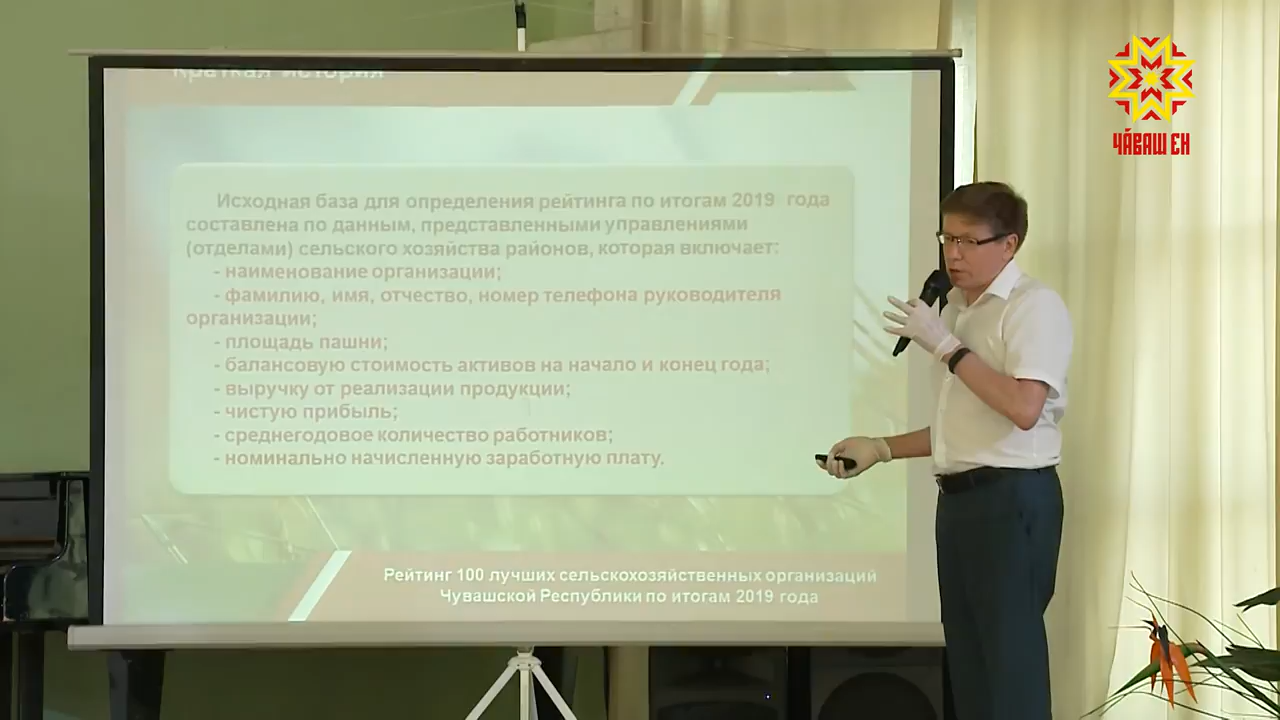 Краткая история
ЧӐВАШ ЕН
Исходная база для определения рейтинга по итогам 2019 года
составлена по данным, представленными управлениями
(отделами) сельского хозяйства районов, которая включает:
- наименование организации;
- фамилию, имя, отчество, номер телефона руководителя
организации;
- площадь пашни;
- балансовую стоимость активов на начало и конец года;
- выручку от реализации продукции;
- чистую прибыль;
- среднегодовое количество работников;
- номинально начисленную заработную плату.
Рейтинг 100 лучших сельскохозяйственных организаций
Чувашской Республики по итогам 2019 года